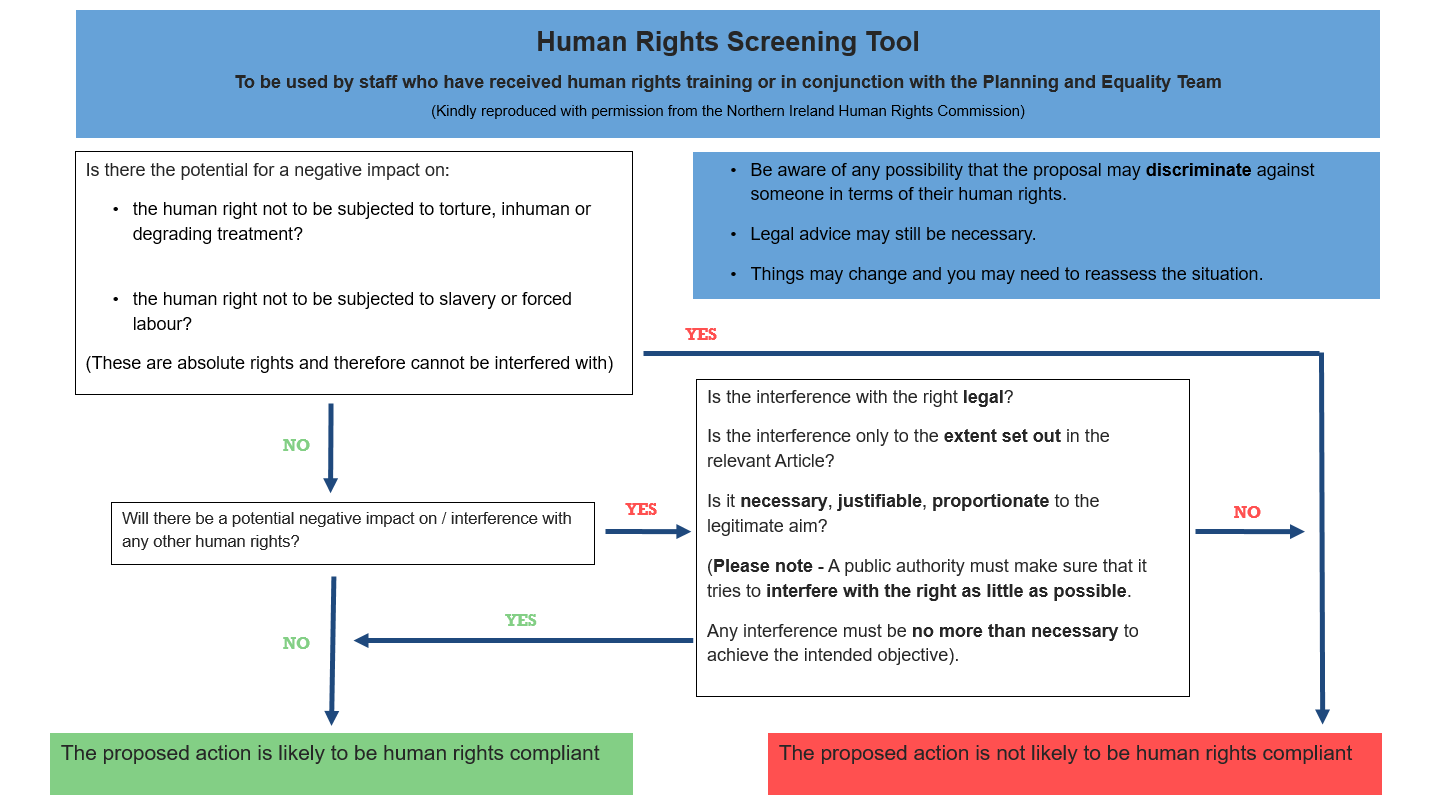 Human Rights Screening Tool
To be used by staff who have received human rights training or in conjunction with the Planning and Equality Team
(Kindly reproduced with permission from the Northern Ireland Human Rights Commission)
Is there the potential for a negative impact on:
• the human right not to be subjected to torture, inhuman or
degrading treatment?
• the human right not to be subjected to slavery or forced
labour?
(These are absolute rights and therefore cannot be interfered with)
• Be aware of any possibility that the proposal may discriminate against
someone in terms of their human rights.
• Legal advice may still be necessary.
• Things may change and you may need to reassess the situation.
YES
NO
Will there be a potential negative impact on / interference with
any other human rights?
YES
Is the interference with the right legal?
Is the interference only to the extent set out in the
relevant Article?
Is it necessary, justifiable, proportionate to the
legitimate aim?
(Please note - A public authority must make sure that it
tries to interfere with the right as little as possible.
Any interference must be no more than necessary to
achieve the intended objective).
NO
YES
NO
The proposed action is likely to be human rights compliant
The proposed action is not likely to be human rights compliant